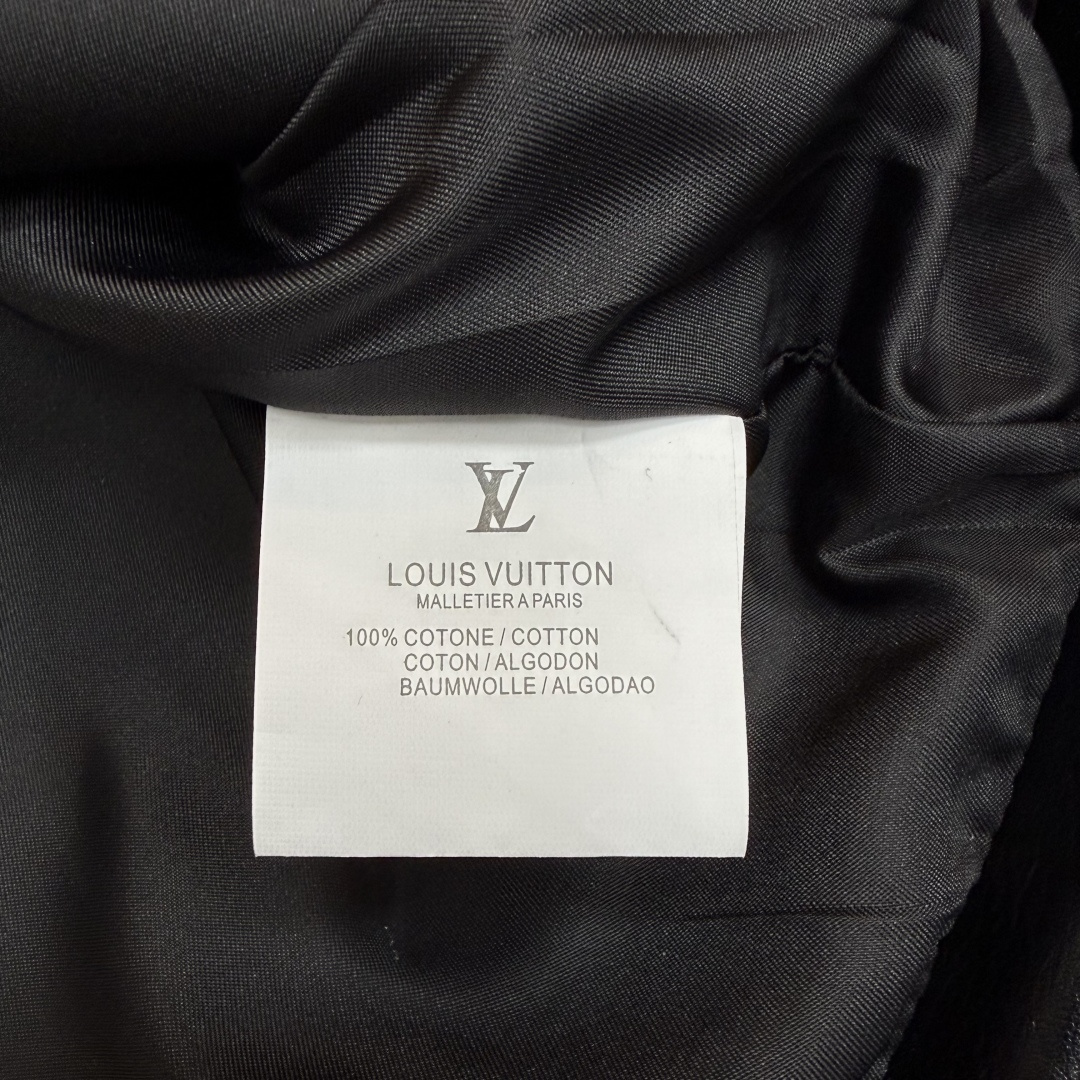 LV
LOUIS VUITTON
MALLETIER A PARIS
100% COTONE / COTTON
COTON / ALGODON
BAUMWOLLE / ALGODAO